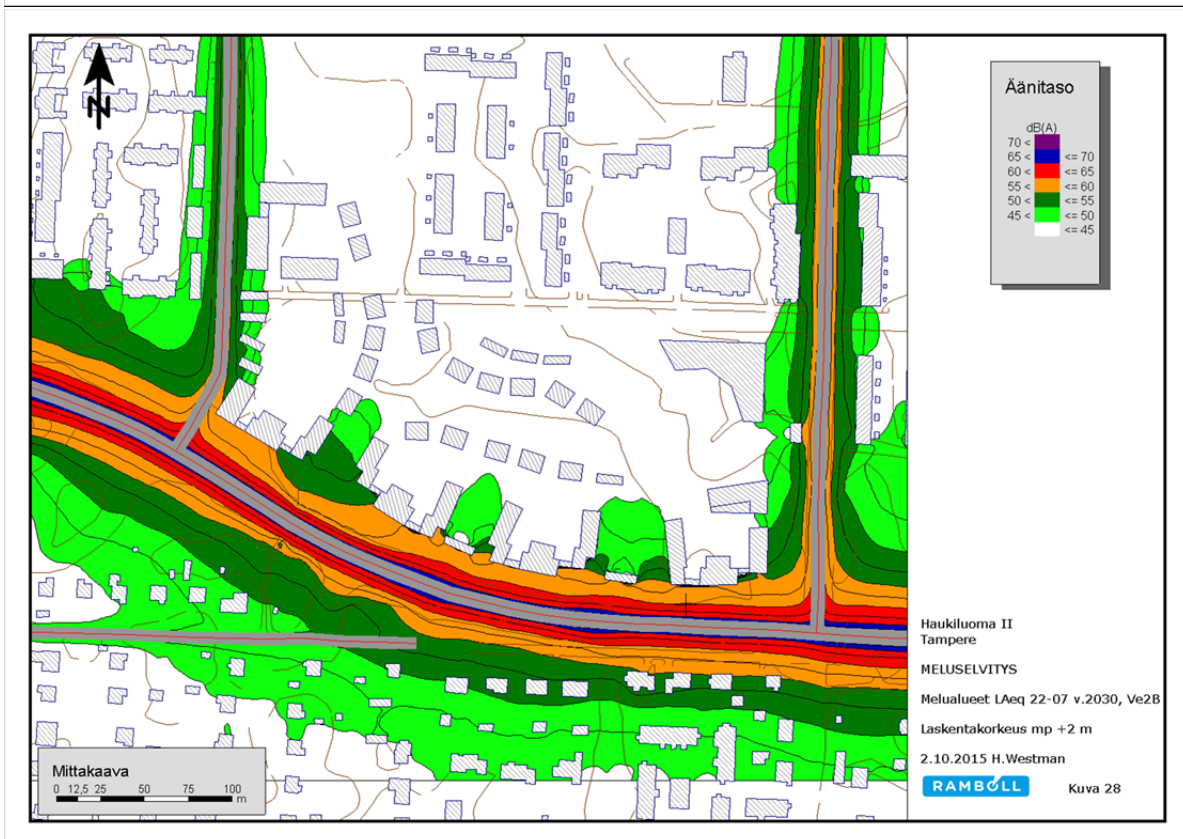 N
Äänitaso
dB(A)
70 <
65 < <= 70
60 < <= 65
55 < <= 60
50 < <= 55
45 < <= 50
<= 45
Haukiluoma II
Tampere
MELUSELVITYS
Melualueet LAeq 22-07 v.2030, Ve2B
Laskentakorkeus mp +2 m
2.10.2015 H.Westman
RAMBOLL Kuva 28
Mittakaava
0 12,5 25 50 75 100
m